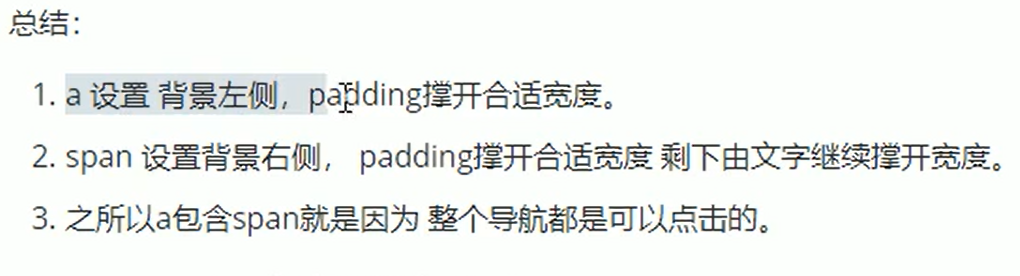 总结：
1. a 设置 背景左侧，padding撑开合适宽度。
2. span 设置背景右侧， padding撑开合适宽度 剩下由文字继续撑开宽度。
3. 之所以a包含span就是因为 整个导航都是可以点击的。